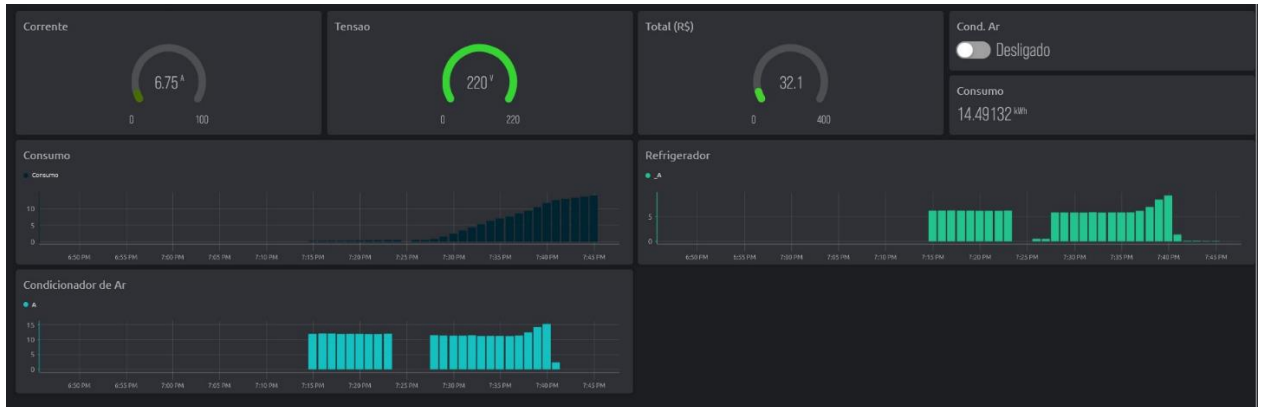 Corrente
6.75 A
0 100
Tensao
220 V
0 220
Total (R$)
32.1
0 400
Cond. Ar
Desligado
Consumo
14.49132 kWh
Consumo
Consumo
10
5
0
6:50 PM 6:55 PM 7:00 PM 7:05 PM 7:10 PM 7:15 PM 7:20 PM 7:25 PM 7:30 PM 7:35 PM 7:40 PM 7:45 PM
Refrigerador
_A
5
0
6:50 PM 6:55 PM 7:00 PM 7:05 PM 7:10 PM 7:15 PM 7:20 PM 7:25 PM 7:30 PM 7:35 PM 7:40 PM 7:45 PM
Condicionador de Ar
A
15
10
5
0
6:50 PM 6:55 PM 7:00 PM 7:05 PM 7:10 PM 7:15 PM 7:20 PM 7:25 PM 7:30 PM 7:35 PM 7:40 PM 7:45 PM